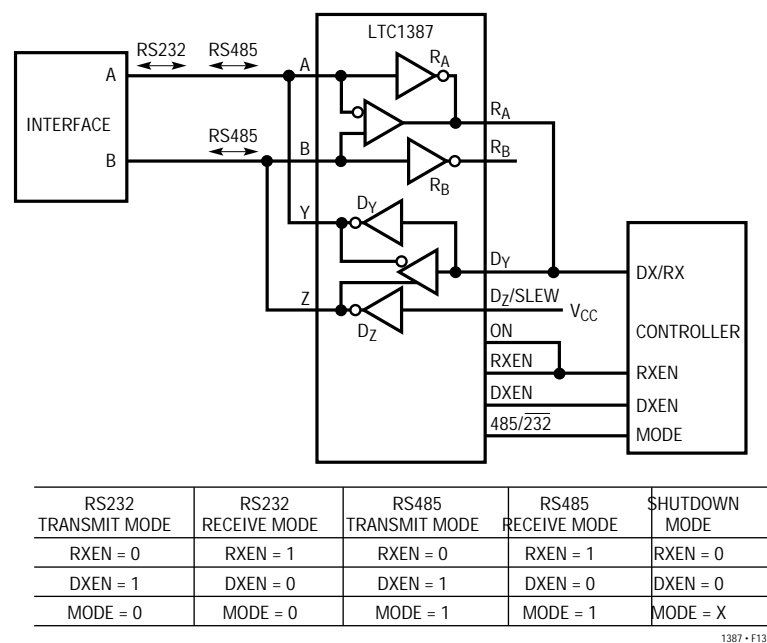 LTC1387
RS232 RS485
A
A
R_A
INTERFACE
R_A
RS485
B
B
R_B
R_B
D_Y
Y
D_Y
DX/RX
Z
D_Z/SLEW
V_CC
D_Z
ON
CONTROLLER
RXEN
RXEN
DXEN
DXEN
485/2̅3̅2̅
MODE
RS232 TRANSMIT MODE | RS232 RECEIVE MODE | RS485 TRANSMIT MODE | RS485 RECEIVE MODE | SHUTDOWN MODE
RXEN = 0 | RXEN = 1 | RXEN = 0 | RXEN = 1 | RXEN = 0
DXEN = 1 | DXEN = 0 | DXEN = 1 | DXEN = 0 | DXEN = 0
MODE = 0 | MODE = 0 | MODE = 1 | MODE = 1 | MODE = X
1387 • F13